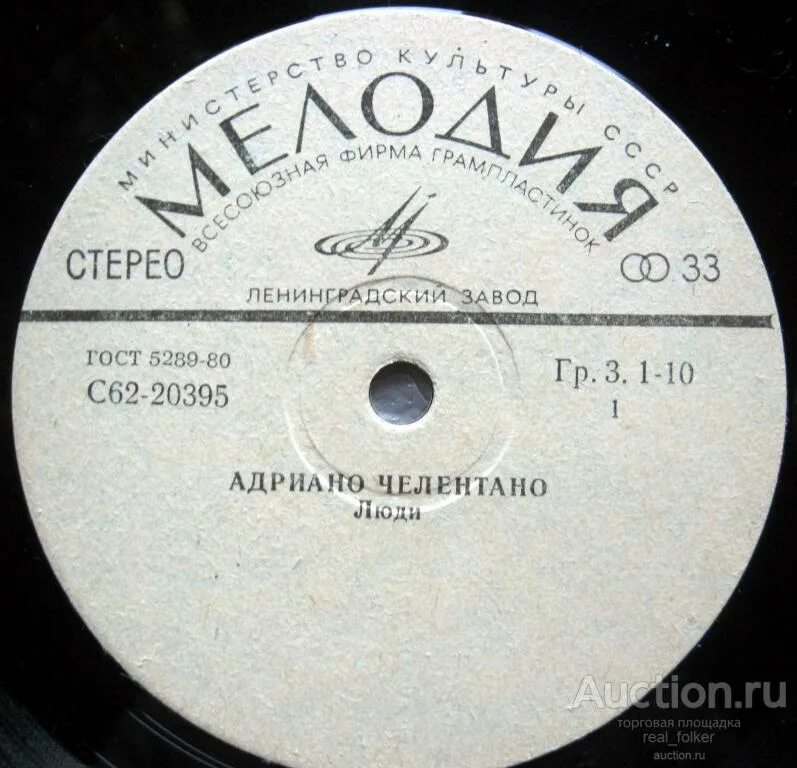 МИНИСТЕРСТВО КУЛЬТУРЫ СССР
МЕЛОДИЯ
ВСЕСОЮЗНАЯ ФИРМА ГРАМПЛАСТИНОК
СТЕРЕО
33
ЛЕНИНГРАДСКИЙ ЗАВОД
ГОСТ 5289-80
С62-20395
Гр. 3. 1-10
1
АДРИАНО ЧЕЛЕНТАНО
Люди
Auction.ru
торговая площадка
real_folker
auction.ru